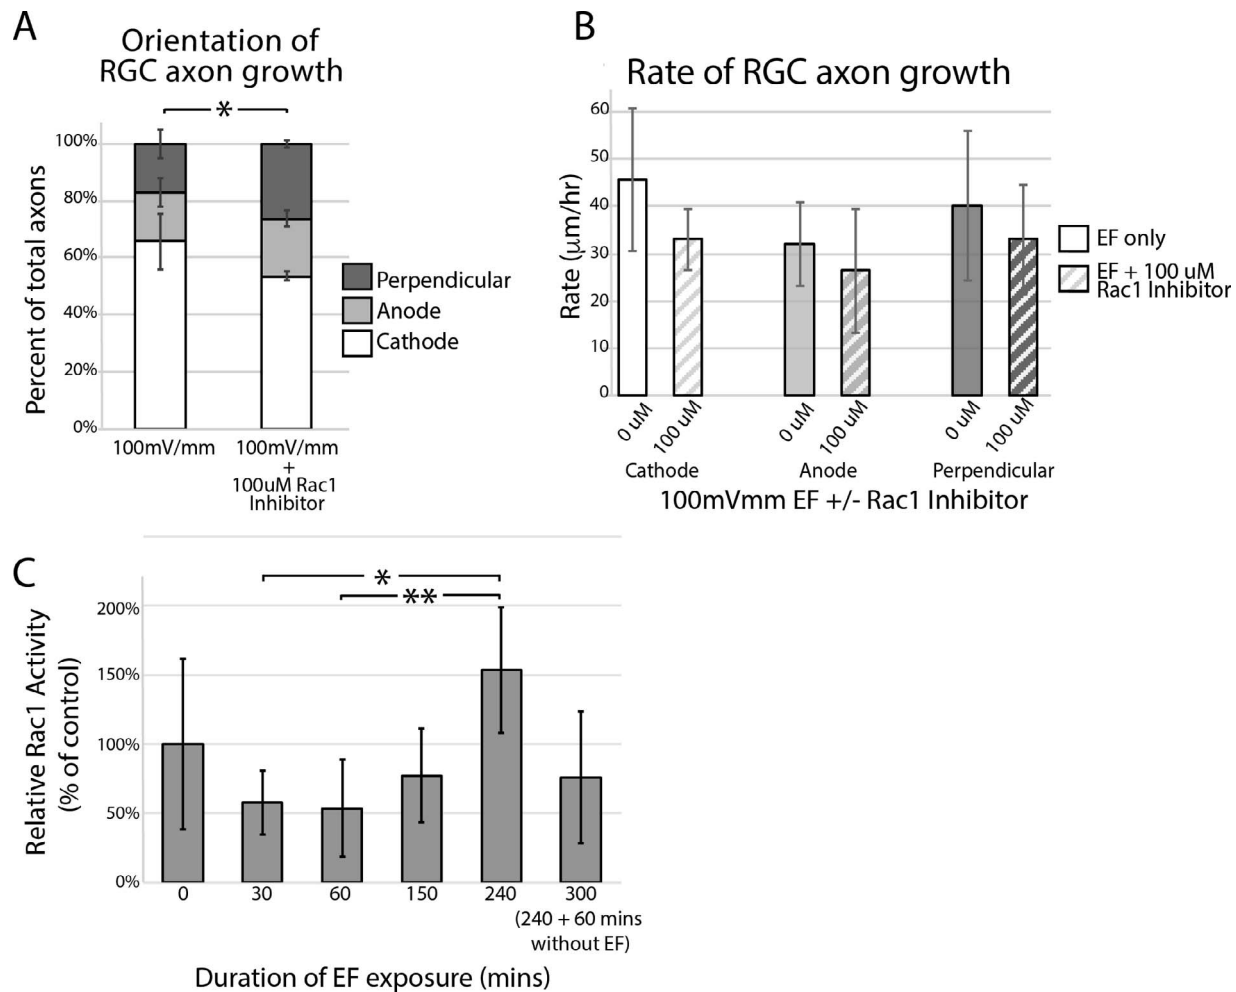 A
Orientation of
RGC axon growth
*
Percent of total axons
100%
80%
60%
40%
20%
0%
100mV/mm
100mV/mm
+
100uM Rac1
Inhibitor
Perpendicular
Anode
Cathode
B
Rate of RGC axon growth
Rate (μm/hr)
60
50
40
30
20
10
0
0 uM
100 uM
0 uM
100 uM
0 uM
100 uM
Cathode
Anode
Perpendicular
100mVmm EF +/- Rac1 Inhibitor
EF only
EF + 100 uM
Rac1 Inhibitor
C
*
**
Relative Rac1 Activity
(% of control)
200%
150%
100%
50%
0%
0
30
60
150
240
300
(240 + 60 mins
without EF)
Duration of EF exposure (mins)